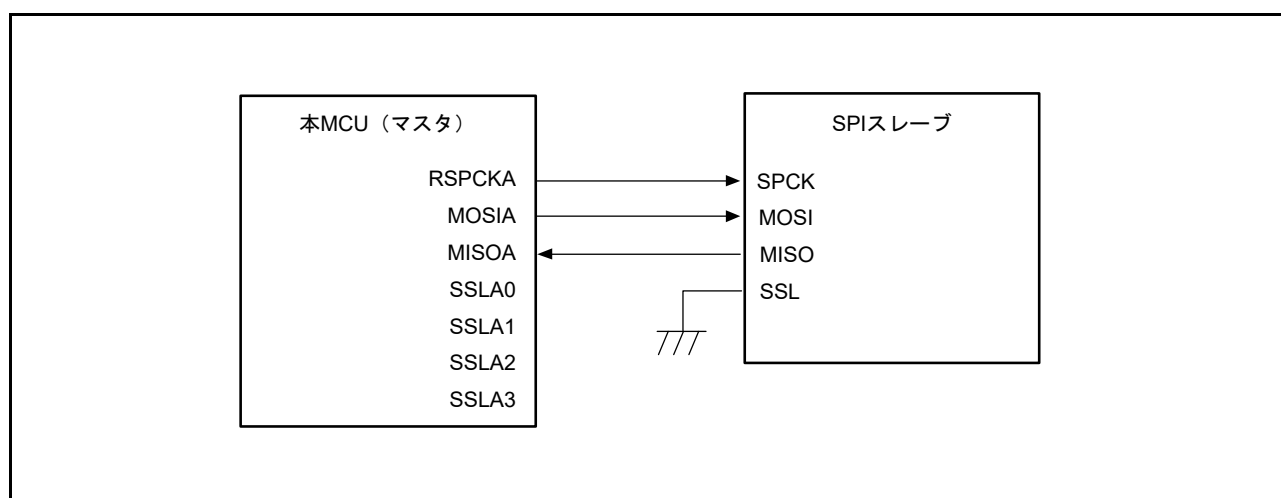 本MCU（マスタ）
RSPCKA
MOSIA
MISOA
SSLA0
SSLA1
SSLA2
SSLA3
SPIスレーブ
SPCK
MOSI
MISO
SSL